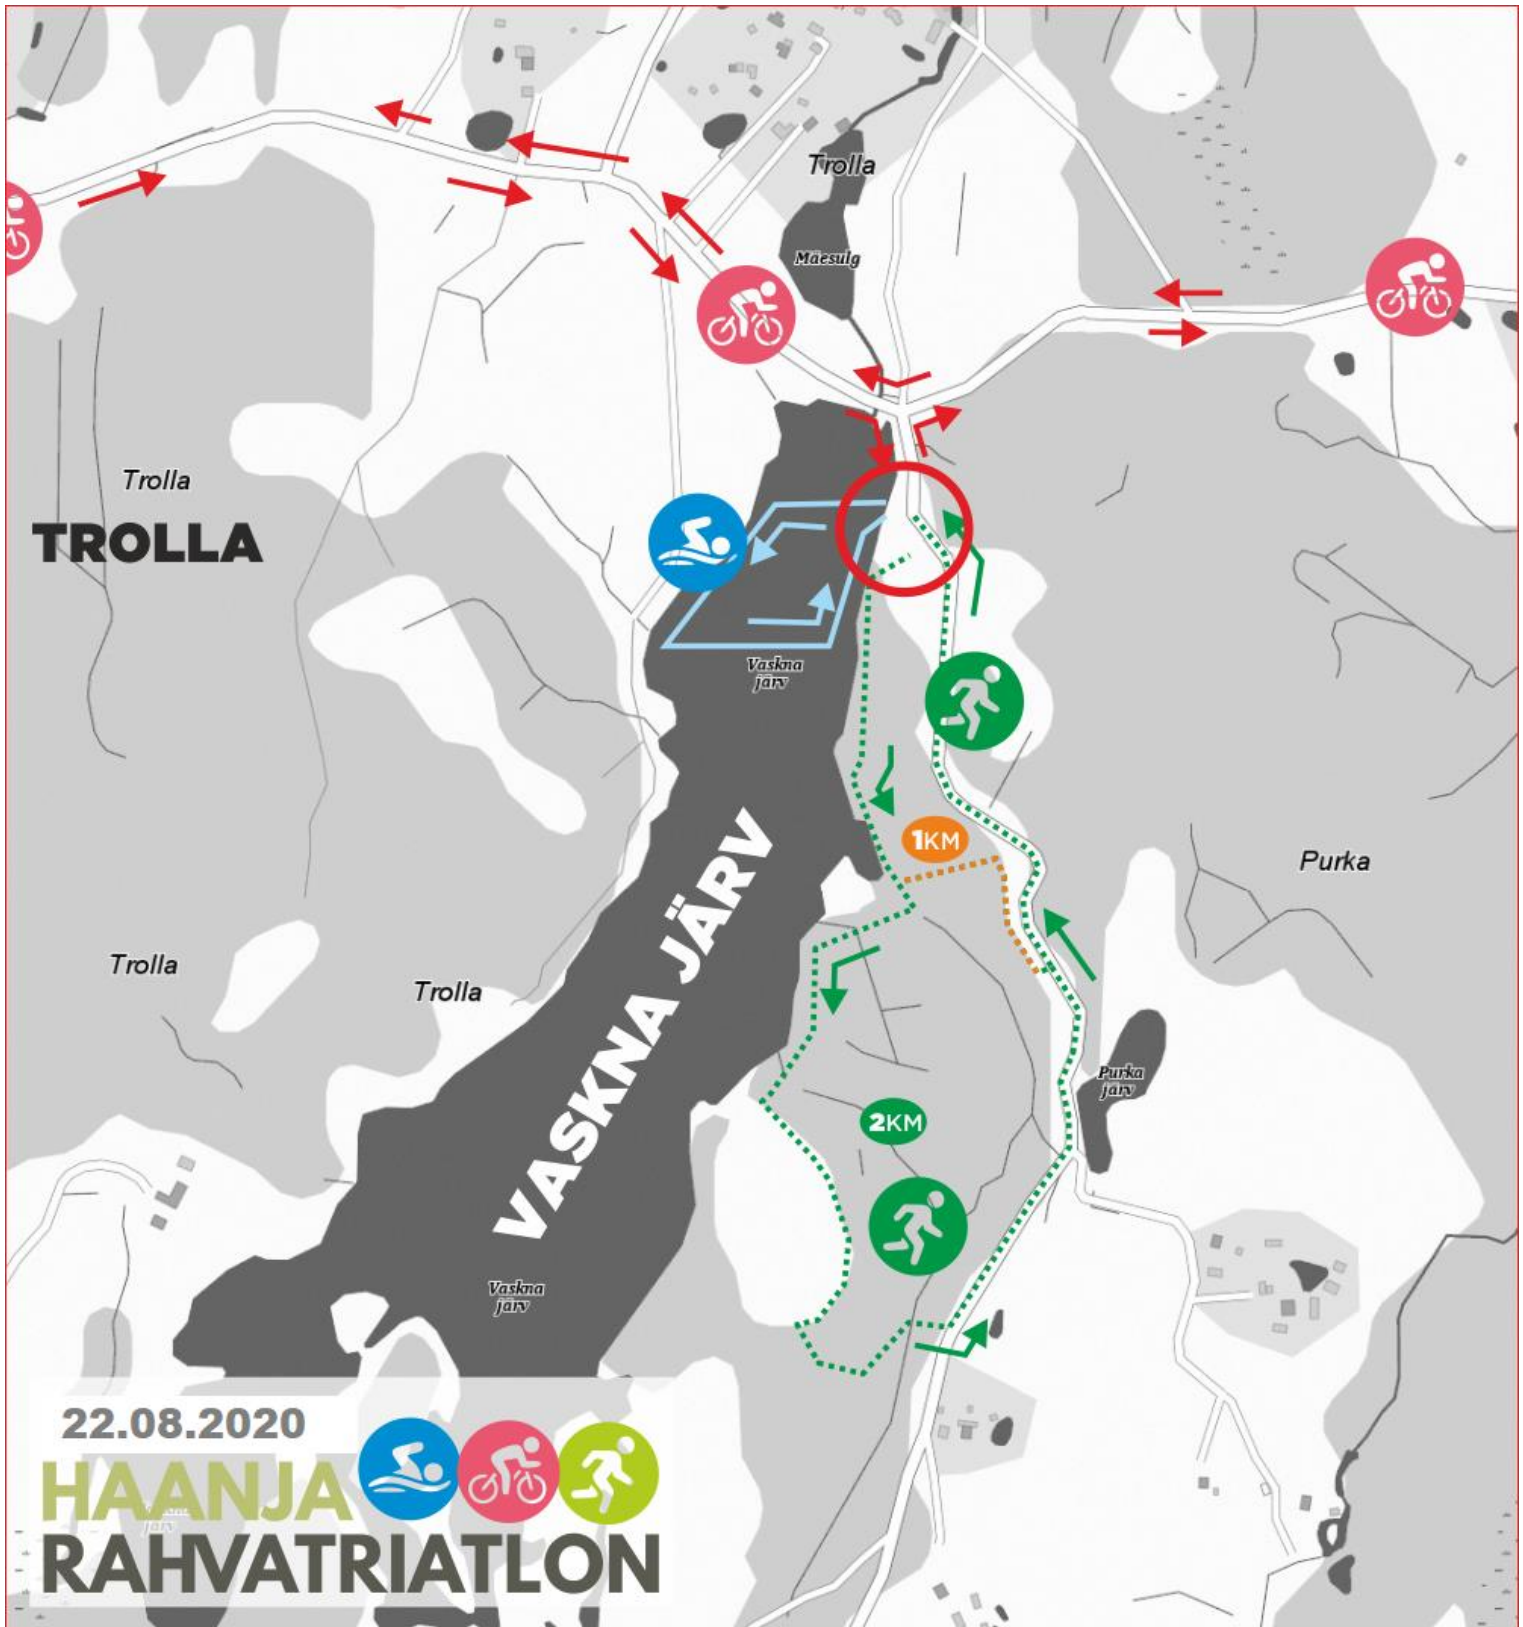 Trolla
Mäesulg
Trolla
TROLLA
Vaskna
järv
1KM
Purka
VASKNA JÄRV
Trolla
Trolla
Purka
järv
2KM
Vaskna
järv
22.08.2020
HAANJA
järv
RAHVATRIATLON